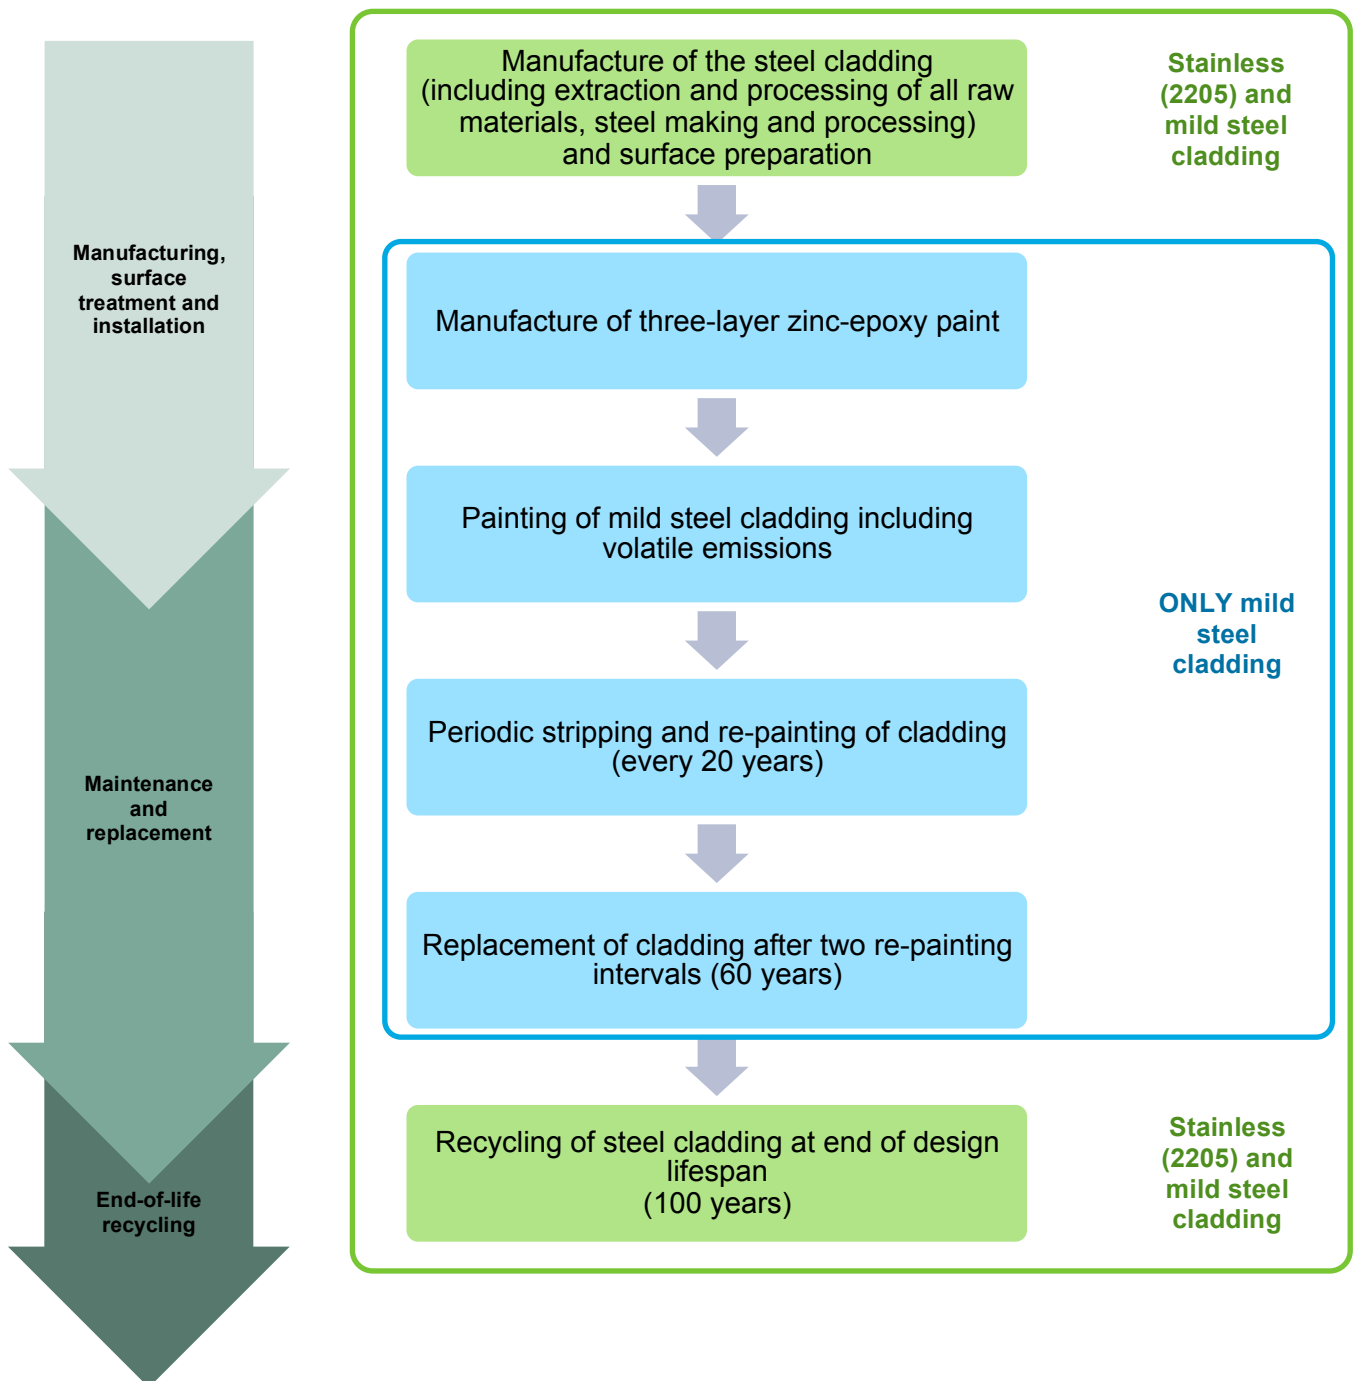 Manufacture of the steel cladding
(including extraction and processing of all raw
materials, steel making and processing)
and surface preparation
Stainless
(2205) and
mild steel
cladding
Manufacturing,
surface
treatment and
installation
Manufacture of three-layer zinc-epoxy paint
Painting of mild steel cladding including
volatile emissions
ONLY mild
steel
cladding
Periodic stripping and re-painting of cladding
(every 20 years)
Maintenance
and
replacement
Replacement of cladding after two re-painting
intervals (60 years)
Recycling of steel cladding at end of design
lifespan
(100 years)
Stainless
(2205) and
mild steel
cladding
End-of-life
recycling